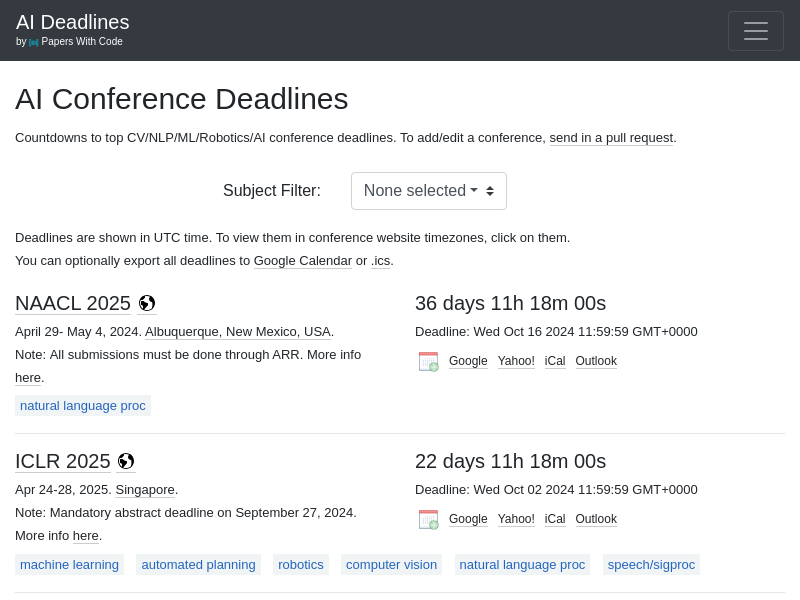 AI Deadlines
by Papers With Code
AI Conference Deadlines
Countdowns to top CV/NLP/ML/Robotics/AI conference deadlines. To add/edit a conference, send in a pull request.
Subject Filter: None selected
Deadlines are shown in UTC time. To view them in conference website timezones, click on them.
You can optionally export all deadlines to Google Calendar or .ics.
NAACL 2025
April 29- May 4, 2024. Albuquerque, New Mexico, USA.
Note: All submissions must be done through ARR. More info
here.
natural language proc
36 days 11h 18m 00s
Deadline: Wed Oct 16 2024 11:59:59 GMT+0000
Google Yahoo! iCal Outlook
ICLR 2025
Apr 24-28, 2025. Singapore.
Note: Mandatory abstract deadline on September 27, 2024.
More info here.
22 days 11h 18m 00s
Deadline: Wed Oct 02 2024 11:59:59 GMT+0000
Google Yahoo! iCal Outlook
machine learning automated planning robotics computer vision natural language proc speech/sigproc